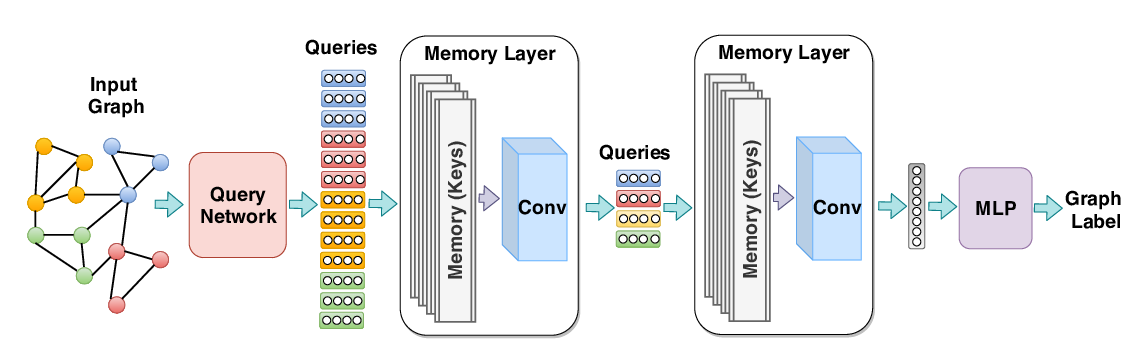 Input
Graph
Query
Network
Queries
Memory Layer
Memory (Keys)
Conv
Queries
Memory Layer
Memory (Keys)
Conv
MLP
Graph
Label